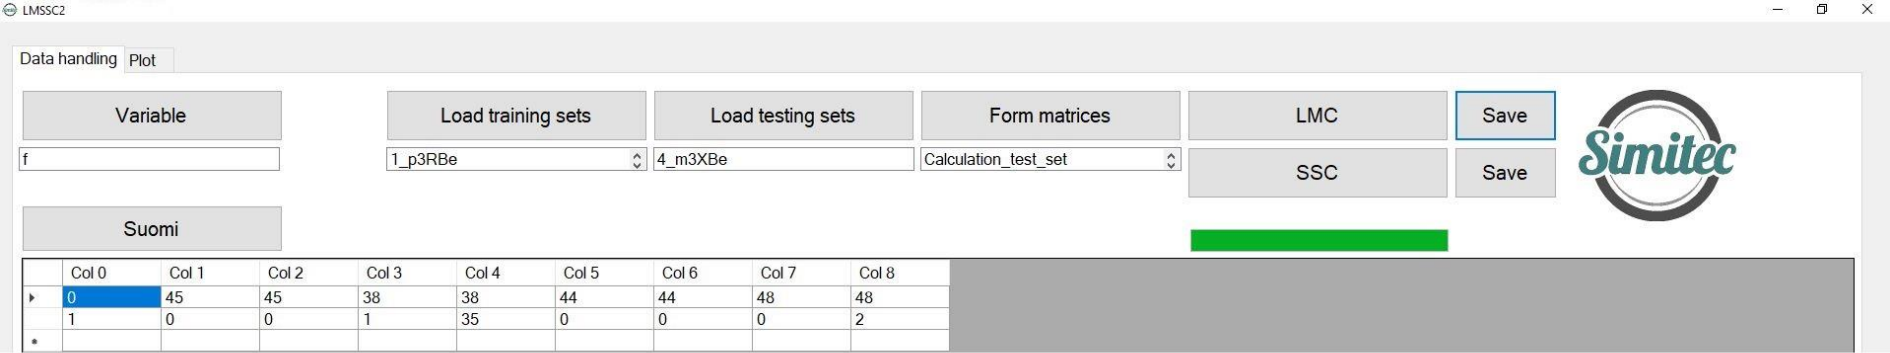 LMSSC2
Data handling Plot
Variable Load training sets Load testing sets Form matrices LMC Save
f 1_p3RBe 4_m3XBe Calculation_test_set
SSC Save
Simitec
Suomi
Col 0 Col 1 Col 2 Col 3 Col 4 Col 5 Col 6 Col 7 Col 8
0 45 45 38 38 44 44 48 48
1 0 0 1 35 0 0 0 2